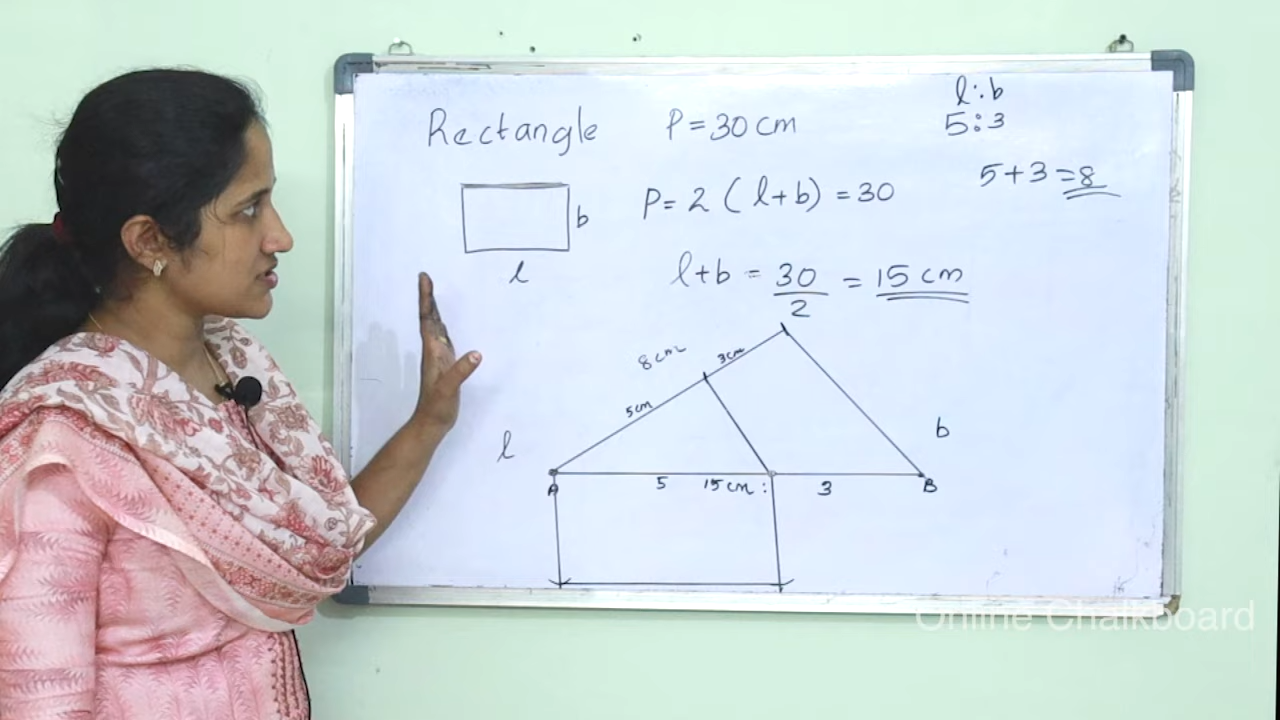 Rectangle P = 30 cm
l : b
5 : 3
5 + 3 = 8
b
l
P = 2 ( l + b ) = 30
l + b = 30/2 = 15 cm
8 cm
3 cm
5 cm
l
b
A 5 15 cm : 3 B
Online Chalkboard